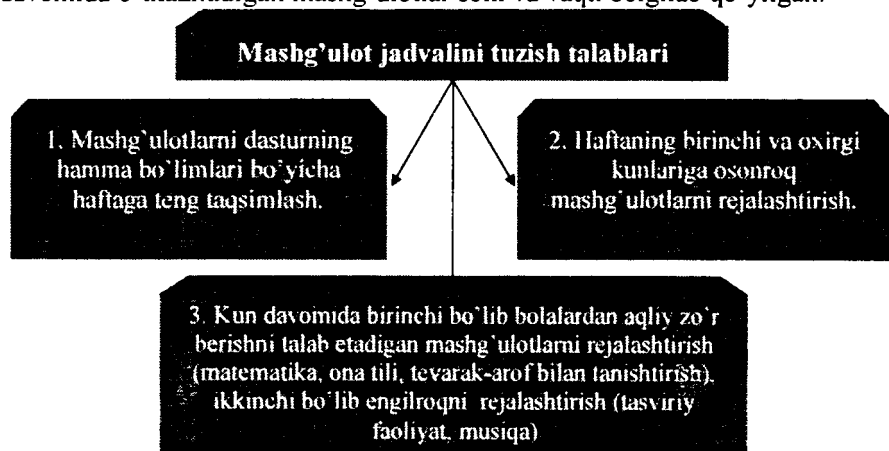 Mashg`ulot jadvalini tuzish talablari
1. Mashg`ulotlarni dasturning
hamma bo`limlari bo'yicha
haftaga teng taqsimlash.
2. Haftaning birinchi va oxirgi
kunlariga osonroq
mashg`ulotlarni rejalashtirish.
3. Kun davomida birinchi bo`lib bolalardan aqliy zo`r
berishni talab etadigan mashg`ulotlarni rejalashtirish
(matematika, ona tili, tevarak-arof bilan tanishtirish).
ikkinchi bo`lib engilroqni rejalashtirish (tasviriy
faoliyat, musiqa)